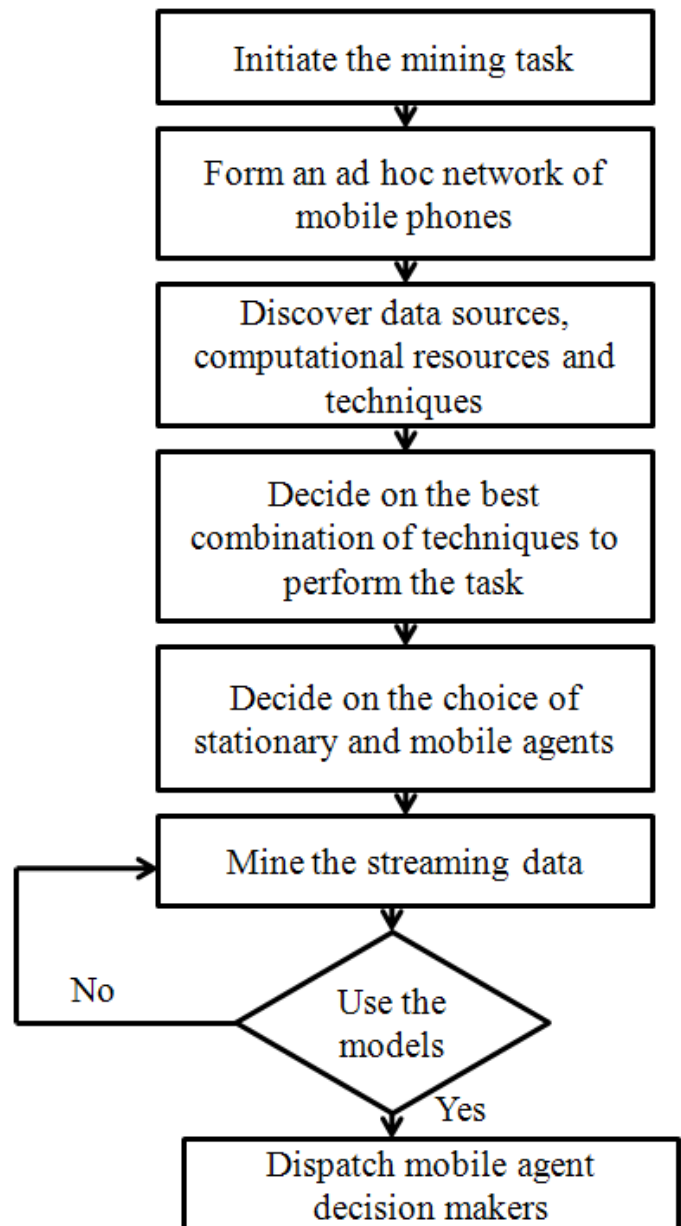 Initiate the mining task
Form an ad hoc network of
mobile phones
Discover data sources,
computational resources and
techniques
Decide on the best
combination of techniques to
perform the task
Decide on the choice of
stationary and mobile agents
Mine the streaming data
No
Use the
models
Yes
Dispatch mobile agent
decision makers